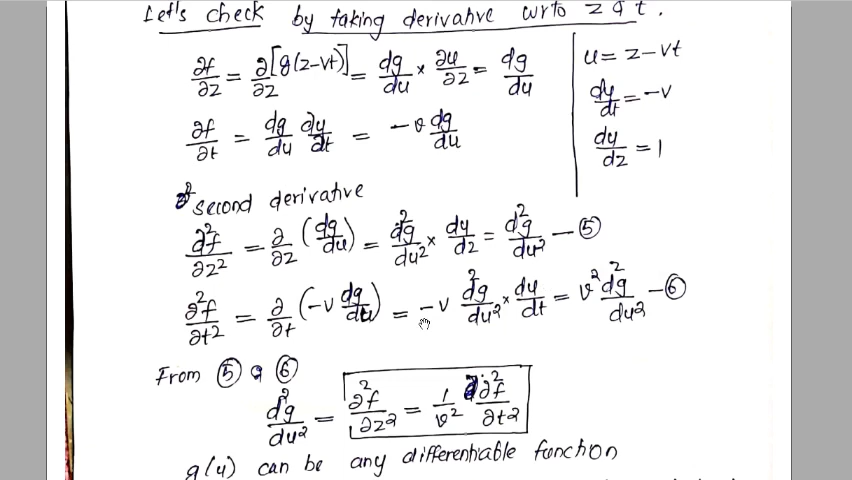 Let's check by taking derivative wrto z & t.
∂f/∂z = ∂/∂z [g(z-vt)] = dg/du × ∂u/∂z = dg/du
u = z - vt
∂f/∂t = dg/du ∂u/∂t = -v dg/du
du/dt = -v
du/dz = 1
second derivative
∂²f/∂z² = ∂/∂z (dg/du) = d²g/du² × du/dz = d²g/du² - ⑤
∂²f/∂t² = ∂/∂t (-v dg/du) = -v d²g/du² × du/dt = v² d²g/du² - ⑥
From ⑤ & ⑥
d²g/du² = ∂²f/∂z² = 1/v² ∂²f/∂t²
g(u) can be any differentiable function